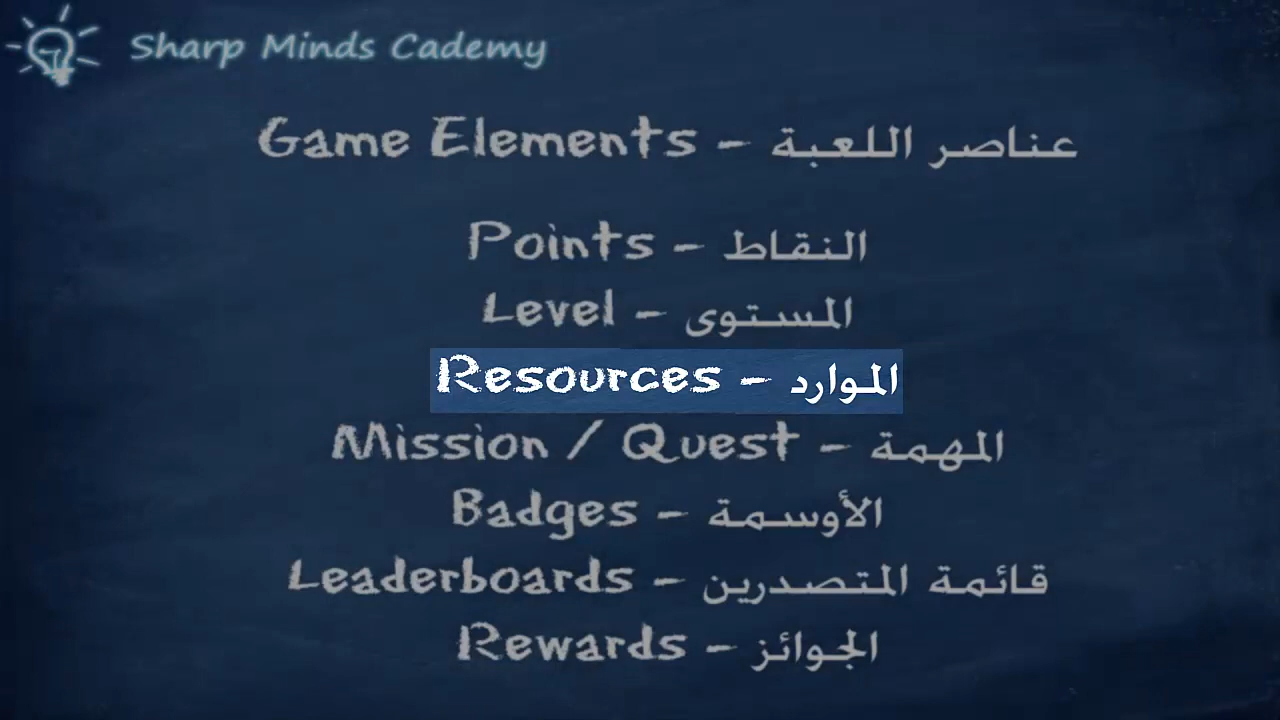 Sharp Minds Cademy
Game Elements - عناصر اللعبة
Points - النقاط
Level - المستوى
Resources - الموارد
Mission / Quest - المهمة
Badges - الأوسمة
Leaderboards - قائمة المتصدرين
Rewards - الجوائز